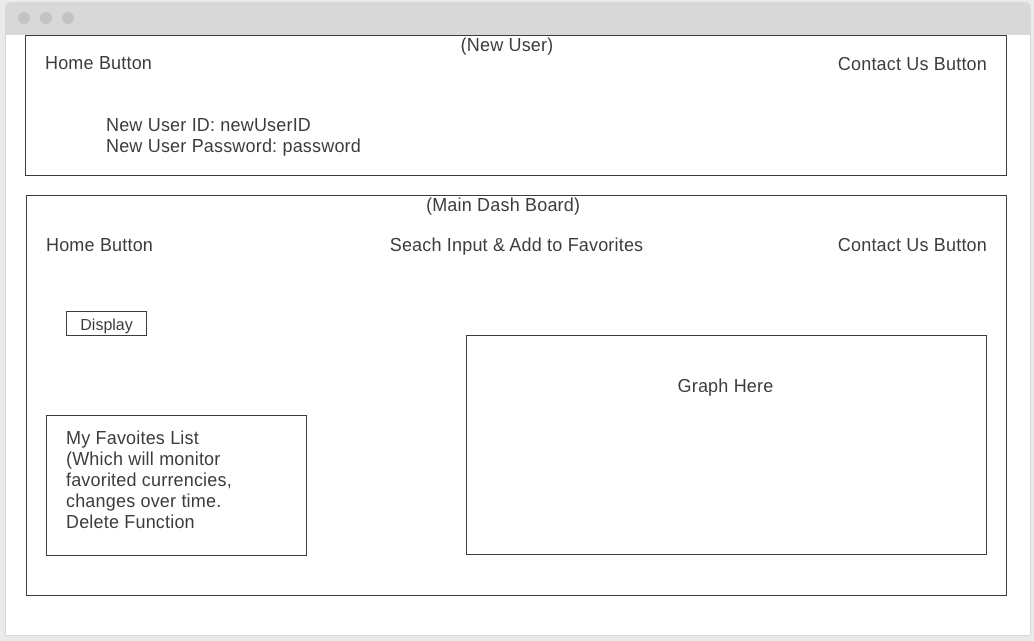 (New User)
Home Button
Contact Us Button
New User ID: newUserID
New User Password: password
(Main Dash Board)
Home Button
Seach Input & Add to Favorites
Contact Us Button
Display
Graph Here
My Favoites List
(Which will monitor
favorited currencies,
changes over time.
Delete Function